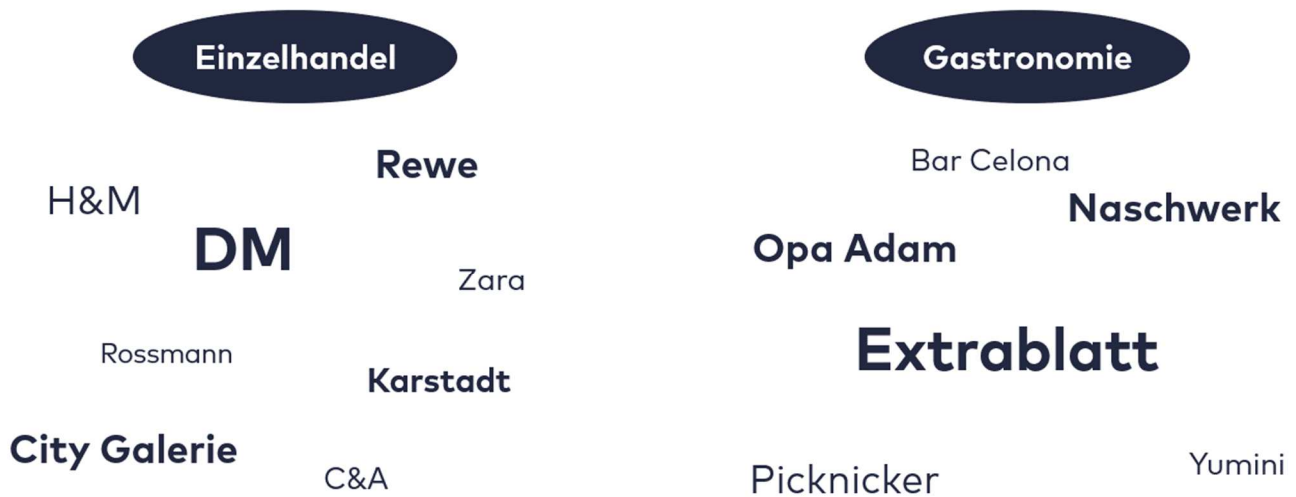 Einzelhandel
Rewe
H&M
DM
Zara
Rossmann
Karstadt
City Galerie
C&A
Gastronomie
Bar Celona
Naschwerk
Opa Adam
Extrablatt
Yumini
Picknicker